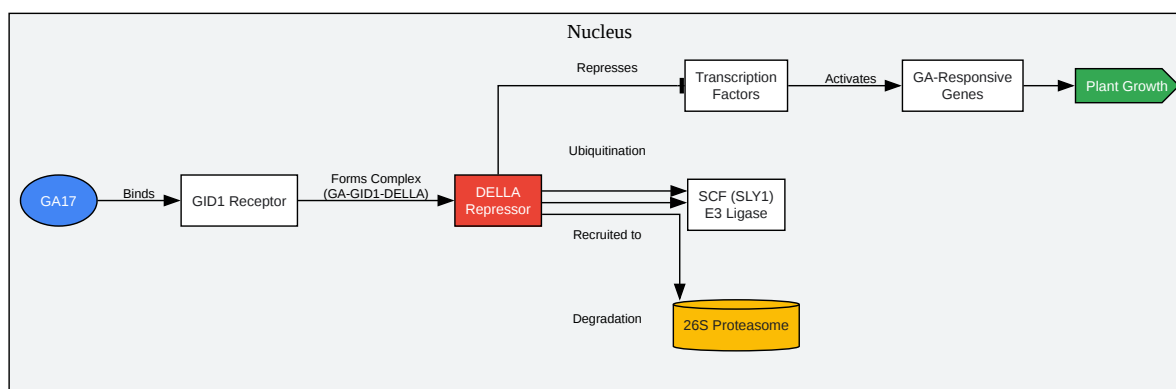 Nucleus
Represses
Transcription
Factors
Activates
GA-Responsive
Genes
Plant Growth
Ubiquitination
GA17
Binds
GID1 Receptor
Forms Complex
(GA-GID1-DELLA)
DELLA
Repressor
SCF (SLY1)
E3 Ligase
Recruited to
Degradation
26S Proteasome